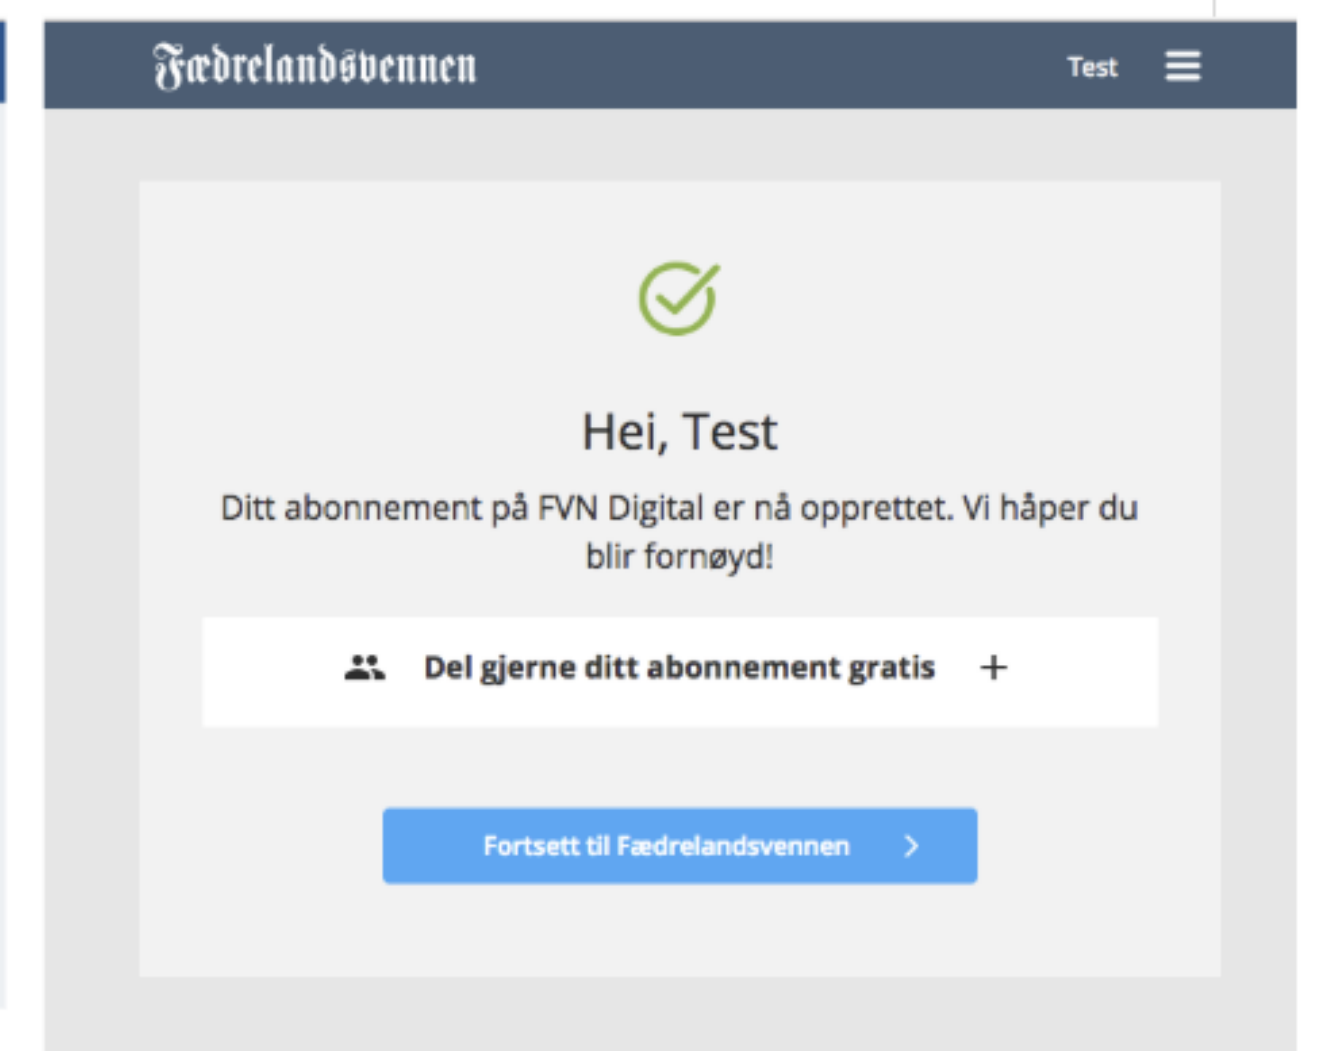 Fædrelandsvennen
Test
Hei, Test
Ditt abonnement på FVN Digital er nå opprettet. Vi håper du
blir fornøyd!
Del gjerne ditt abonnement gratis +
Fortsett til Fædrelandsvennen >